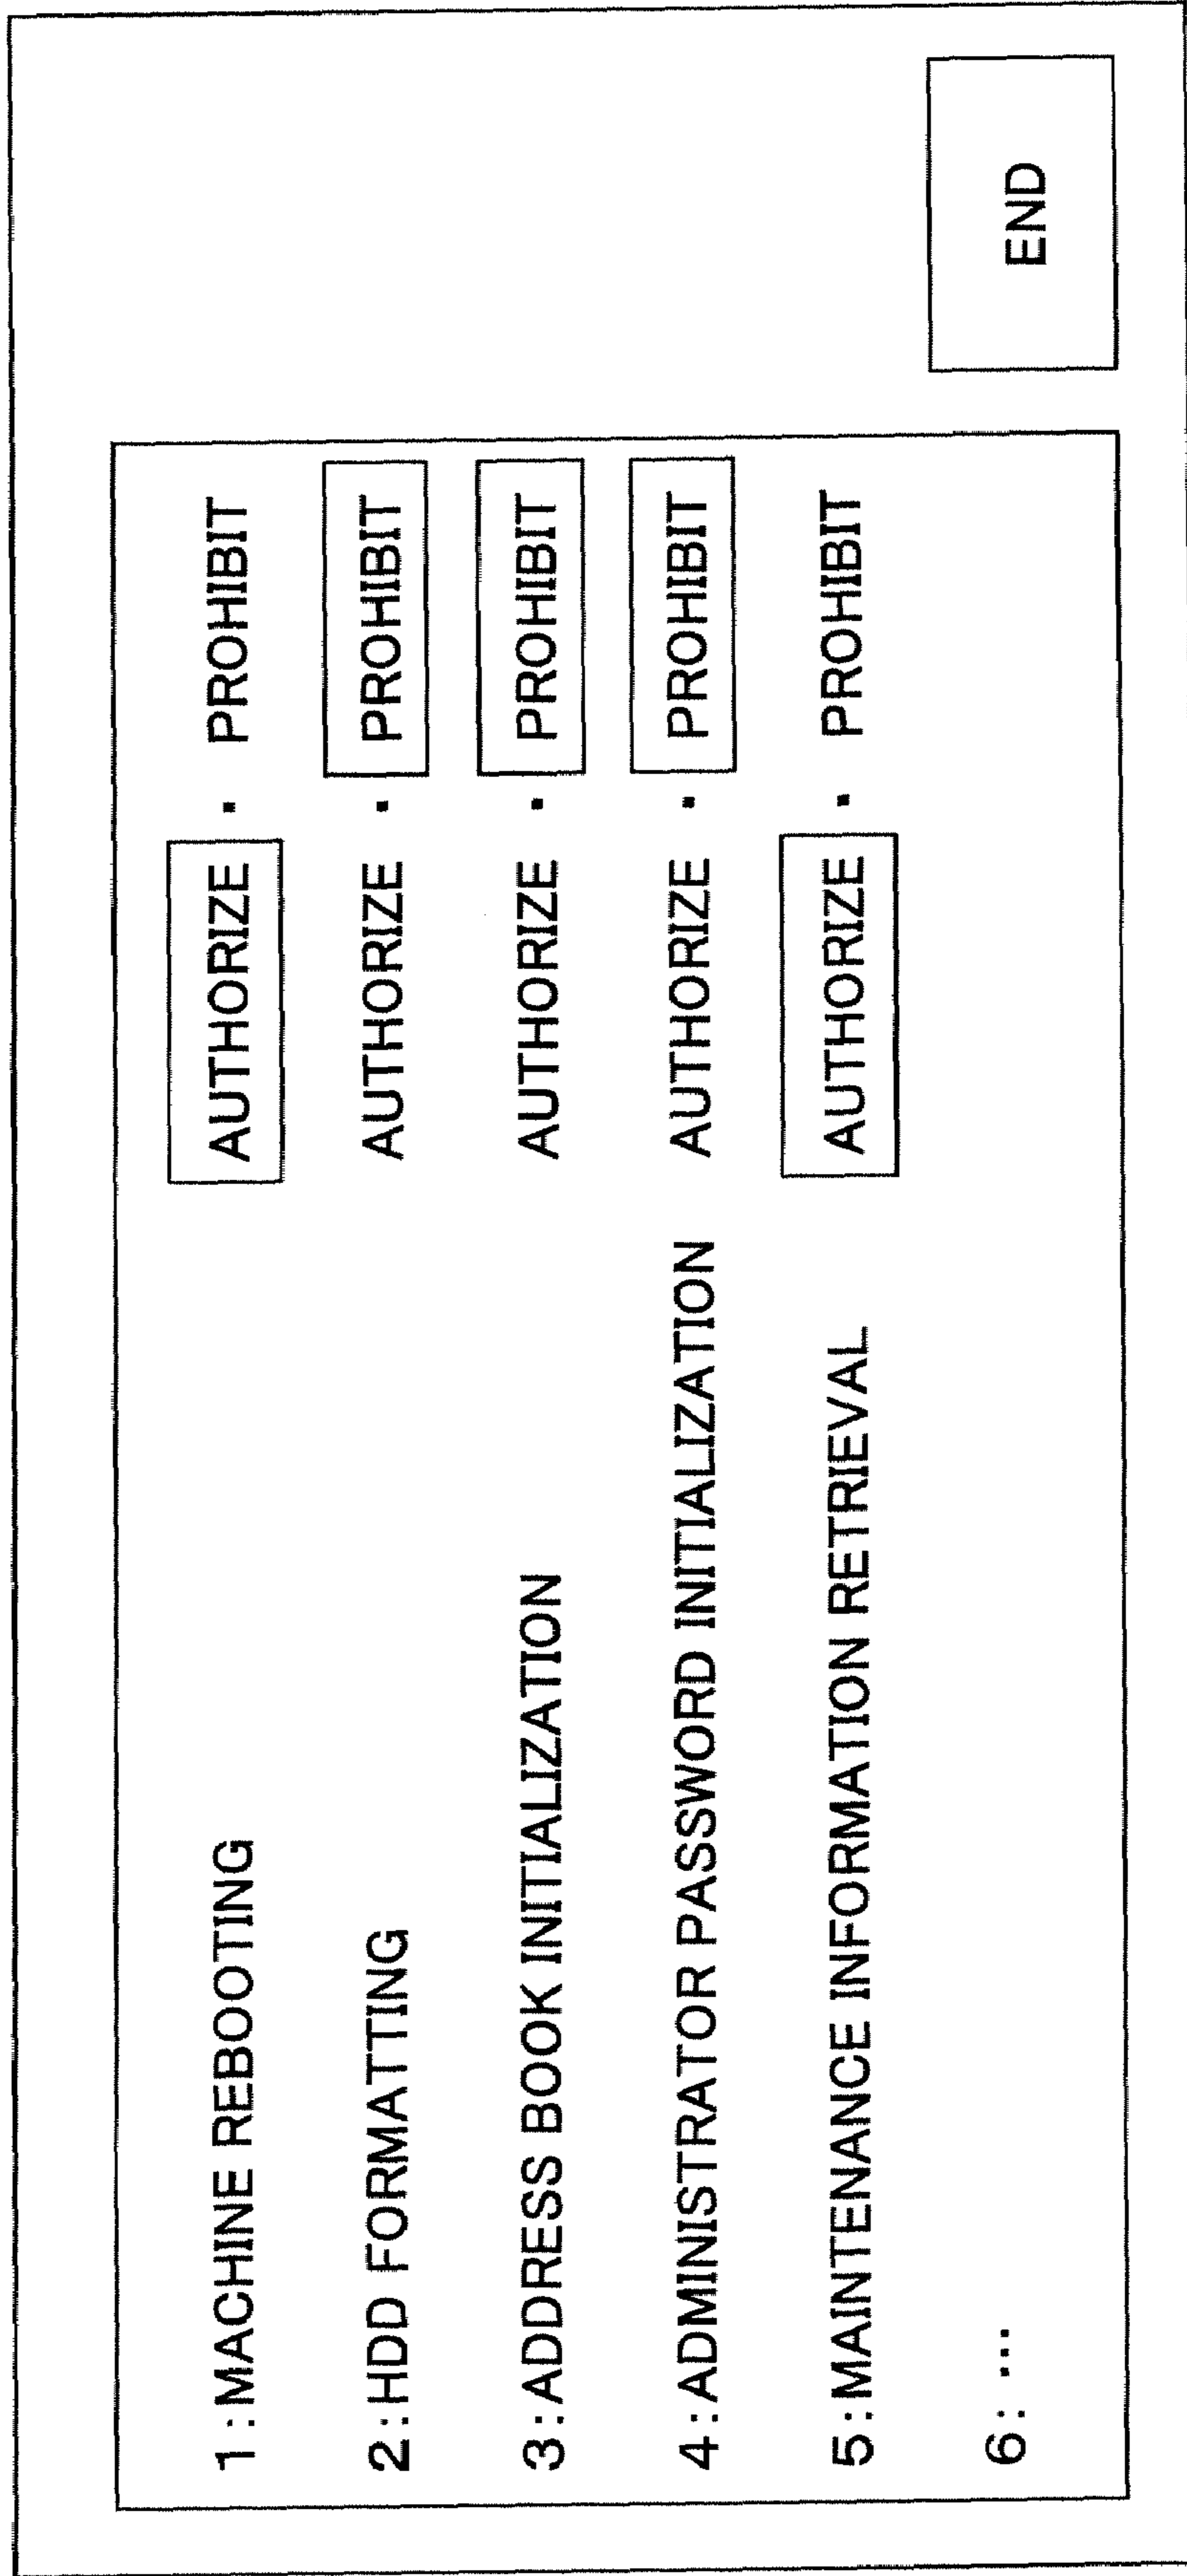 1:MACHINE REBOOTING AUTHORIZE · PROHIBIT
2:HDD FORMATTING AUTHORIZE · PROHIBIT
3:ADDRESS BOOK INITIALIZATION AUTHORIZE · PROHIBIT
4:ADMINISTRATOR PASSWORD INITIALIZATION AUTHORIZE · PROHIBIT
5:MAINTENANCE INFORMATION RETRIEVAL AUTHORIZE · PROHIBIT
6: ...
END